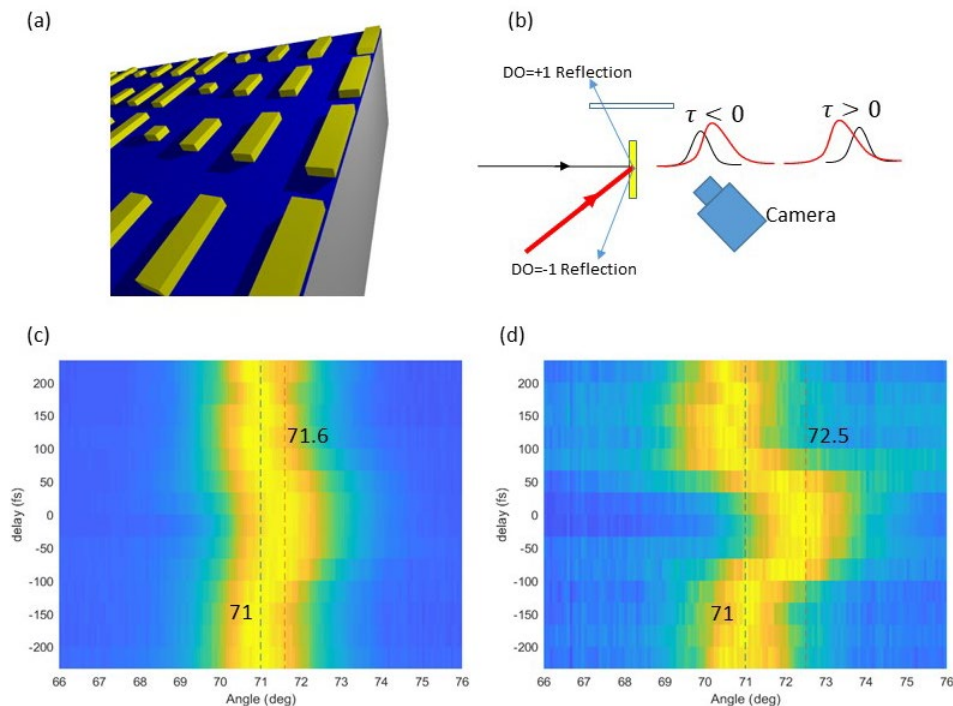 (a)
(b)
DO=+1 Reflection
τ < 0
τ > 0
Camera
DO=-1 Reflection
(c)
(d)
200
150
100
50
0
-50
-100
-150
-200
delay (fs)
71.6
71
66 67 68 69 70 71 72 73 74 75 76
Angle (deg)
200
150
100
50
0
-50
-100
-150
-200
delay (fs)
72.5
71
66 67 68 69 70 71 72 73 74 75 76
Angle (deg)